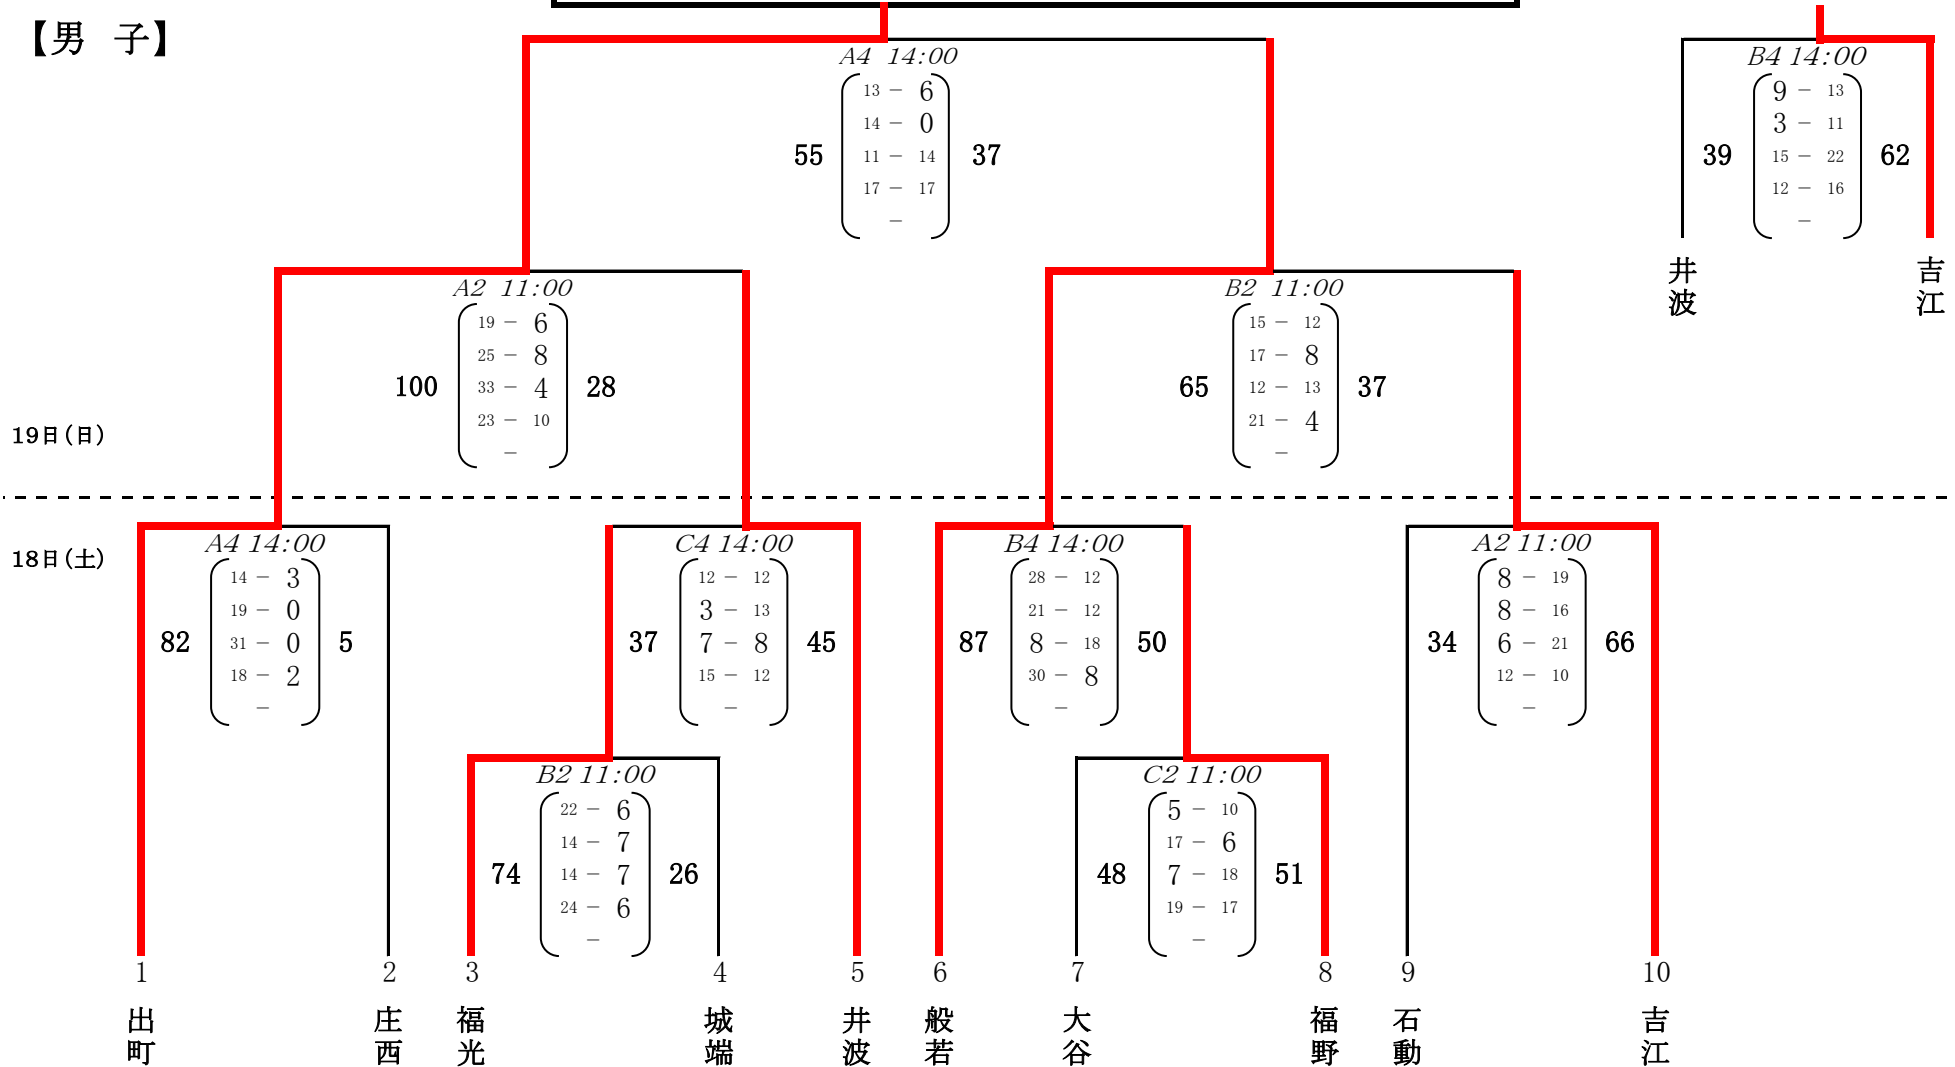 【男 子】
A4 14:00
13 - 6
14 - 0
55 11 - 14 37
17 - 17
-
B4 14:00
9 - 13
3 - 11
39 15 - 22 62
12 - 16
-
井波
吉江
A2 11:00
19 - 6
25 - 8
100 33 - 4 28
23 - 10
-
B2 11:00
15 - 12
17 - 8
65 12 - 13 37
21 - 4
-
19日(日)
18日(土)
A4 14:00
14 - 3
19 - 0
82 31 - 0 5
18 - 2
-
C4 14:00
12 - 12
3 - 13
37 7 - 8 45
15 - 12
-
B4 14:00
28 - 12
21 - 12
87 8 - 18 50
30 - 8
-
A2 11:00
8 - 19
8 - 16
34 6 - 21 66
12 - 10
-
B2 11:00
22 - 6
14 - 7
74 14 - 7 26
24 - 6
-
C2 11:00
5 - 10
17 - 6
48 7 - 18 51
19 - 17
-
1 2 3 4 5 6 7 8 9 10
出町
庄西
福光
城端
井波
般若
大谷
福野
石動
吉江